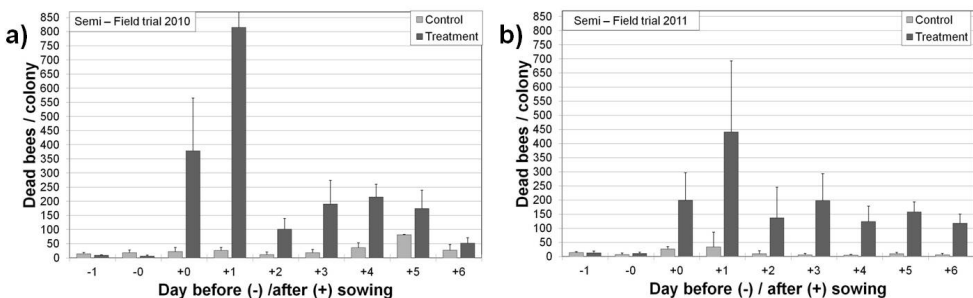 a)
Semi – Field trial 2010
Control
Treatment
Dead bees / colony
850
800
750
700
650
600
550
500
450
400
350
300
250
200
150
100
50
0
-1 -0 +0 +1 +2 +3 +4 +5 +6
Day before (-) /after (+) sowing
b)
Semi – Field trial 2011
Control
Treatment
Dead bees / colony
850
800
750
700
650
600
550
500
450
400
350
300
250
200
150
100
50
0
-1 -0 +0 +1 +2 +3 +4 +5 +6
Day before (-) / after (+) sowing